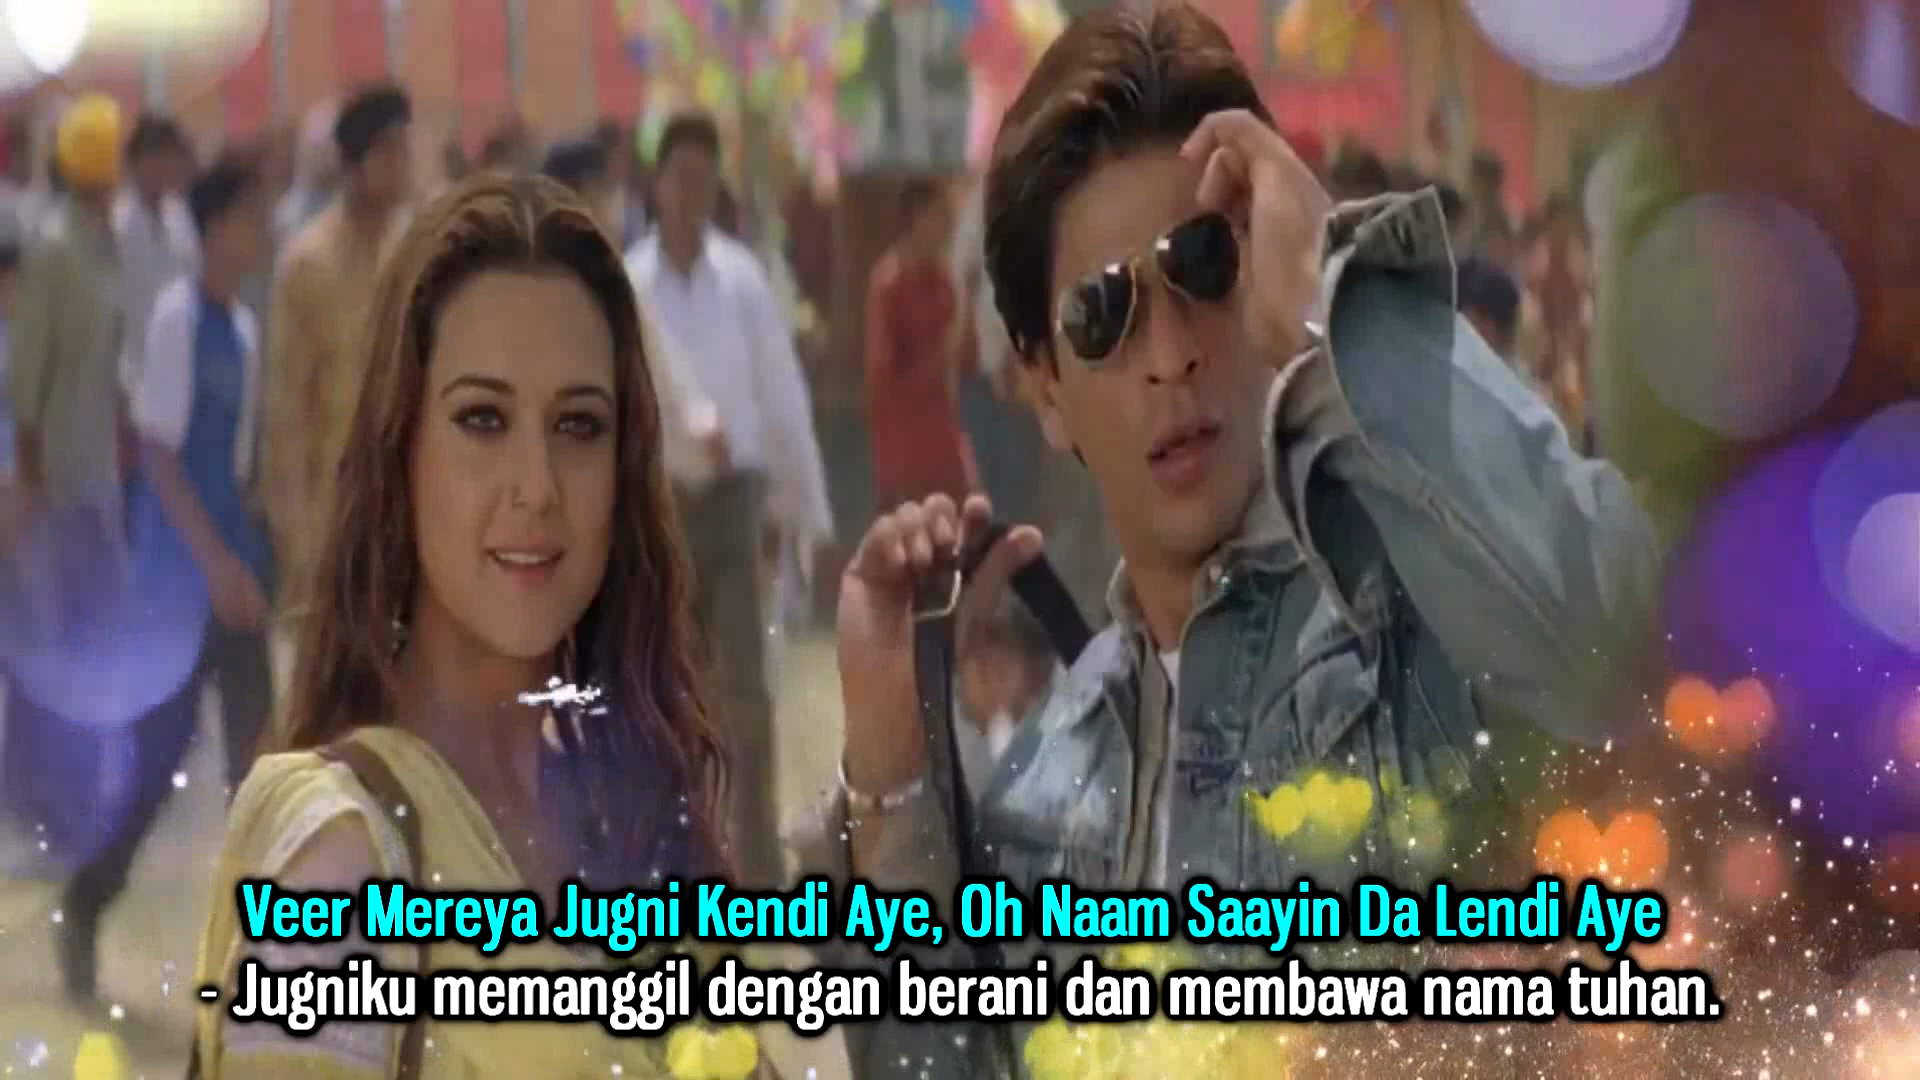 Veer Mereya Jugni Kendi Aye, Oh Naam Saayin Da Lendi Aye
- Jugniku memanggil dengan berani dan membawa nama tuhan.